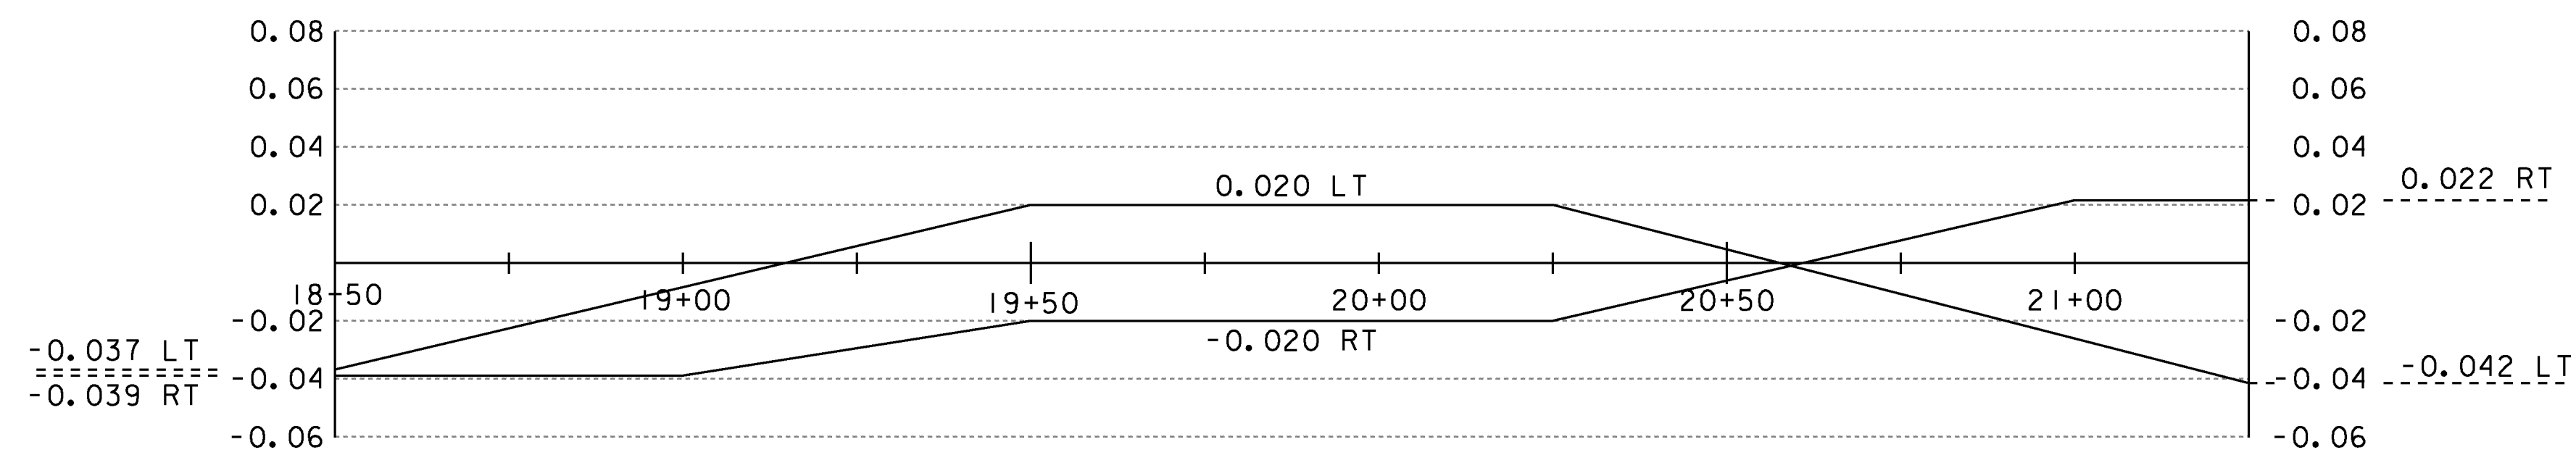 0.08 0.08
0.06 0.06
0.04 0.04
0.022 RT
0.020 LT
0.02 0.02
18+50 19+00 19+50 20+00 20+50 21+00
-0.02 -0.02
-0.020 RT
-0.037 LT
-0.042 LT
-0.04 -0.04
-0.039 RT
-0.06 -0.06